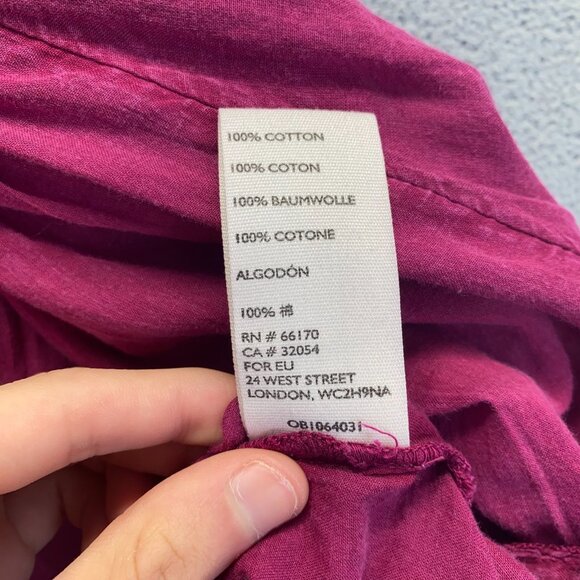 100% COTTON
100% COTON
100% BAUMWOLLE
100% COTONE
ALGODÓN
100% 棉
RN # 66170
CA # 32054
FOR EU
24 WEST STREET
LONDON, WC2H9NA
OB1064031